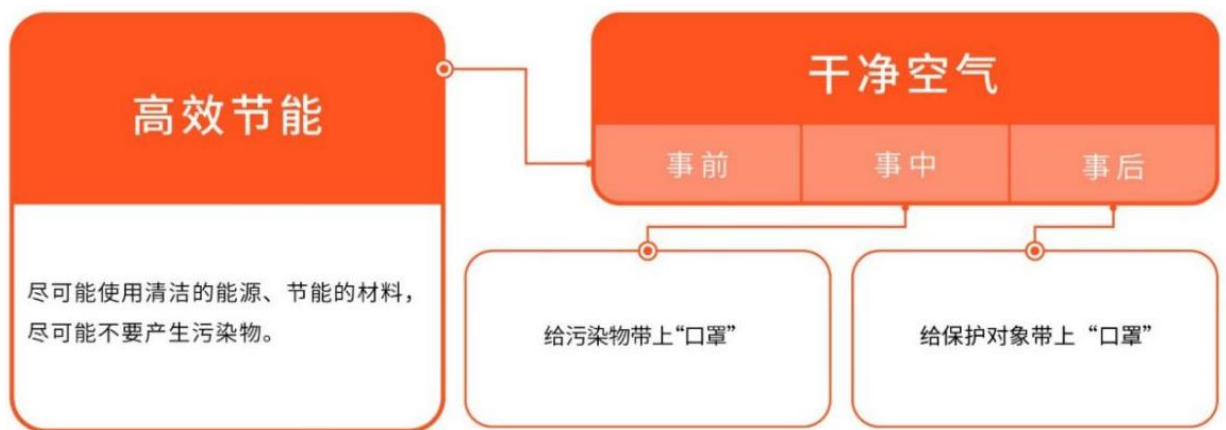 高效节能
尽可能使用清洁的能源、节能的材料，
尽可能不要产生污染物。
干净空气
事前
事中
事后
给污染物带上“口罩”
给保护对象带上“口罩”